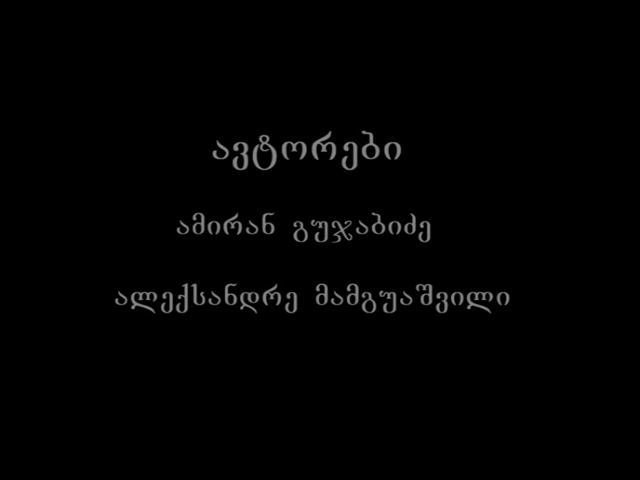 ავტორები
ამირან გუჯაბიძე
ალექსანდრე მამგუაშვილი